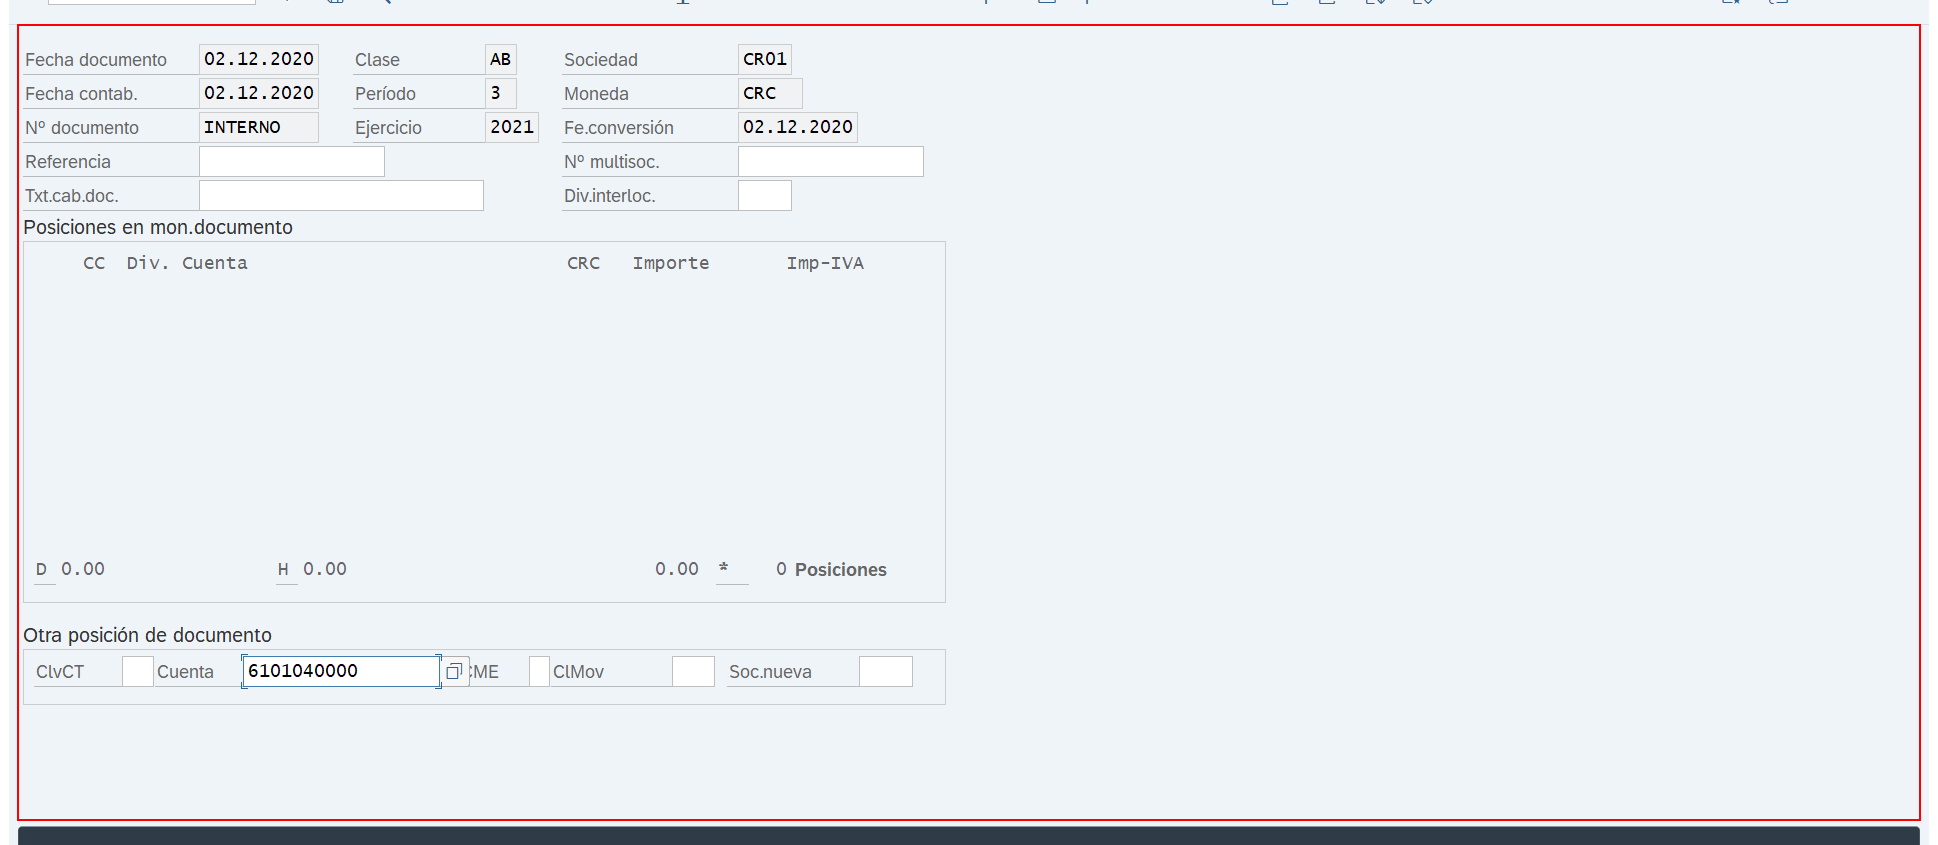 Fecha documento 02.12.2020 Clase AB Sociedad CR01
Fecha contab. 02.12.2020 Período 3 Moneda CRC
Nº documento INTERNO Ejercicio 2021 Fe.conversión 02.12.2020
Referencia Nº multisoc.
Txt.cab.doc. Div.interloc.
Posiciones en mon.documento
CC Div. Cuenta CRC Importe Imp-IVA
D 0.00 H 0.00 0.00 * 0 Posiciones
Otra posición de documento
ClvCT Cuenta 6101040000 CME ClMov Soc.nueva